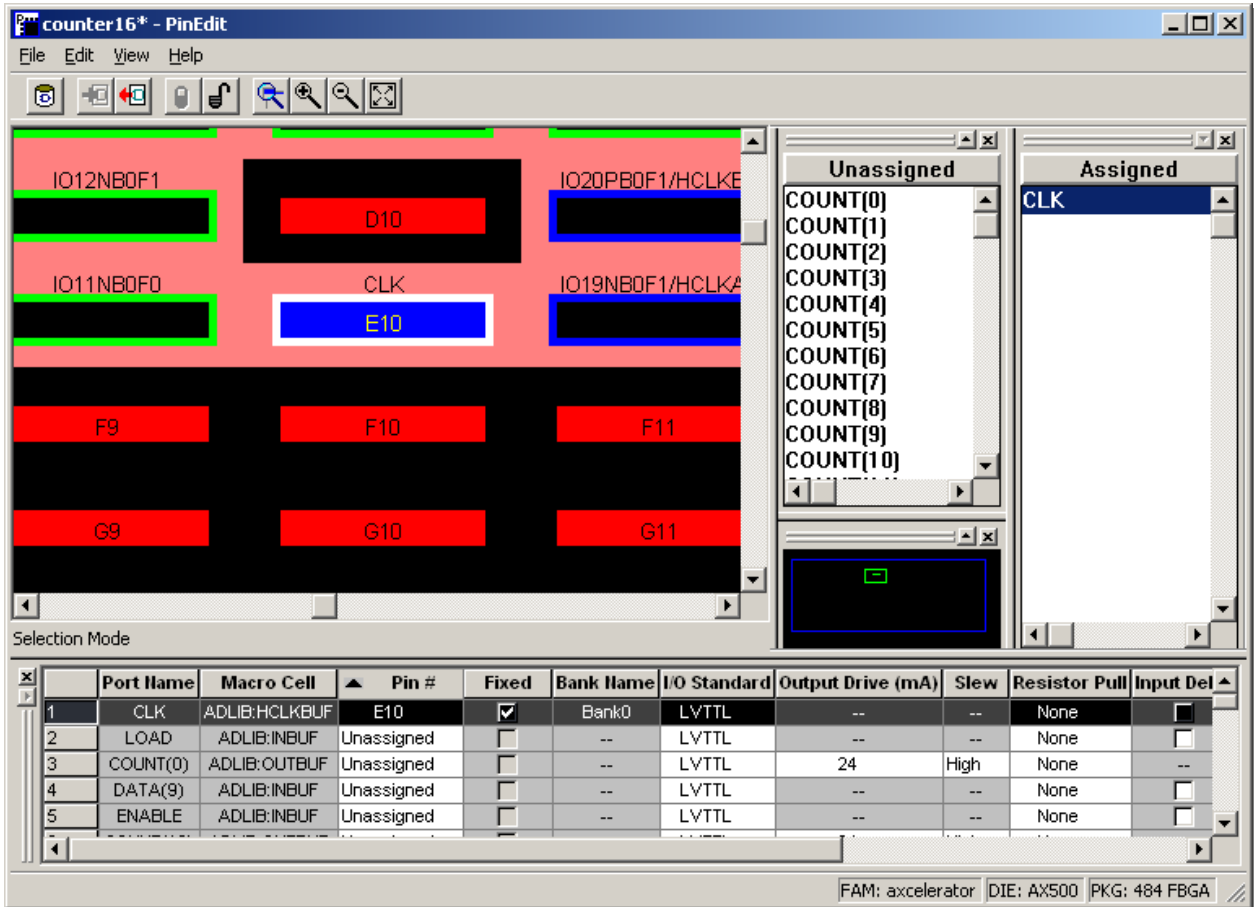 counter16* - PinEdit
File Edit View Help
IO12NB0F1
IO20PB0F1/HCLKB
D10
IO11NB0F0
CLK
IO19NB0F1/HCLKA
E10
F9 F10 F11
G9 G10 G11
Unassigned
COUNT(0)
COUNT(1)
COUNT(2)
COUNT(3)
COUNT(4)
COUNT(5)
COUNT(6)
COUNT(7)
COUNT(8)
COUNT(9)
COUNT(10)
Assigned
CLK
Selection Mode
Port Name Macro Cell Pin # Fixed Bank Name I/O Standard Output Drive (mA) Slew Resistor Pull Input Del
1 CLK ADLIB:HCLKBUF E10 Bank0 LVTTL -- -- None
2 LOAD ADLIB:INBUF Unassigned -- LVTTL -- -- None
3 COUNT(0) ADLIB:OUTBUF Unassigned -- LVTTL 24 High None --
4 DATA(9) ADLIB:INBUF Unassigned -- LVTTL -- -- None
5 ENABLE ADLIB:INBUF Unassigned -- LVTTL -- -- None
FAM: axcelerator DIE: AX500 PKG: 484 FBGA